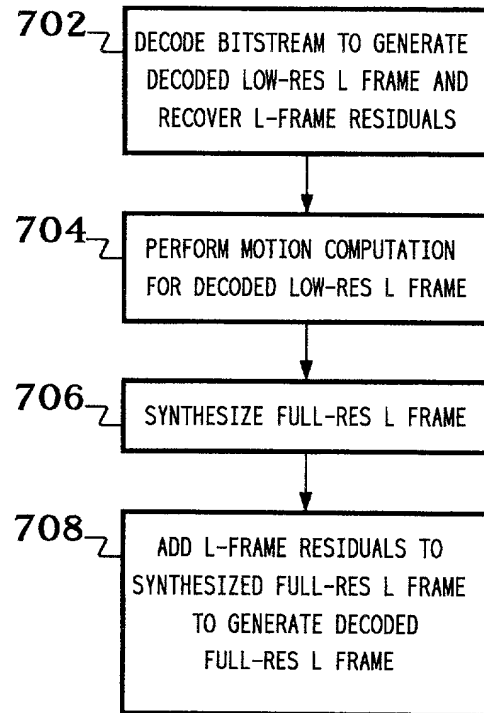 702
DECODE BITSTREAM TO GENERATE
DECODED LOW-RES L FRAME AND
RECOVER L-FRAME RESIDUALS
704
PERFORM MOTION COMPUTATION
FOR DECODED LOW-RES L FRAME
706
SYNTHESIZE FULL-RES L FRAME
708
ADD L-FRAME RESIDUALS TO
SYNTHESIZED FULL-RES L FRAME
TO GENERATE DECODED
FULL-RES L FRAME